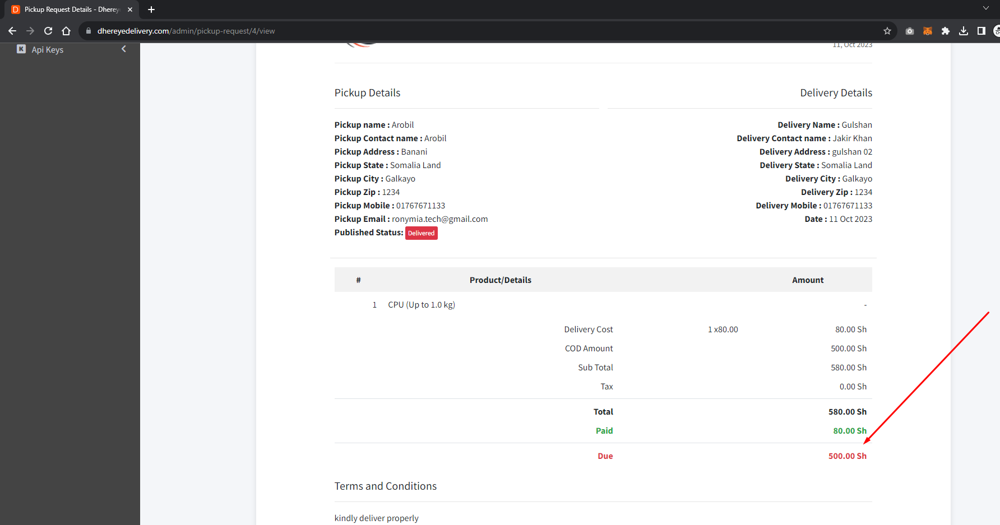 Pickup Request Details - Dhereye
dhereyedelivery.com/admin/pickup-request/4/view
K Api Keys
11, Oct 2023
Pickup Details
Delivery Details
Pickup name : Arobil
Pickup Contact name : Arobil
Pickup Address : Banani
Pickup State : Somalia Land
Pickup City : Galkayo
Pickup Zip : 1234
Pickup Mobile : 01767671133
Pickup Email : ronymia.tech@gmail.com
Published Status: Delivered
Delivery Name : Gulshan
Delivery Contact name : Jakir Khan
Delivery Address : gulshan 02
Delivery State : Somalia Land
Delivery City : Galkayo
Delivery Zip : 1234
Delivery Mobile : 01767671133
Date : 11 Oct 2023
# Product/Details Amount
1 CPU (Up to 1.0 kg) -
Delivery Cost 1 x80.00 80.00 Sh
COD Amount 500.00 Sh
Sub Total 580.00 Sh
Tax 0.00 Sh
Total 580.00 Sh
Paid 80.00 Sh
Due 500.00 Sh
Terms and Conditions
kindly deliver properly